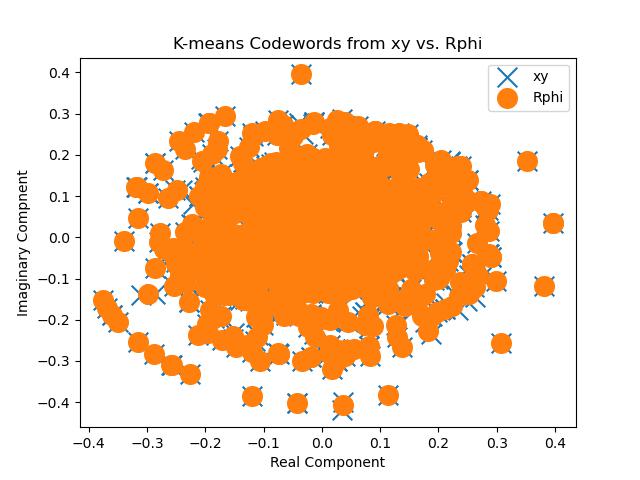 K-means Codewords from xy vs. Rphi
xy
Rphi
0.4
0.3
0.2
0.1
0.0
−0.1
−0.2
−0.3
−0.4
Imaginary Compnent
−0.4 −0.3 −0.2 −0.1 0.0 0.1 0.2 0.3 0.4
Real Component